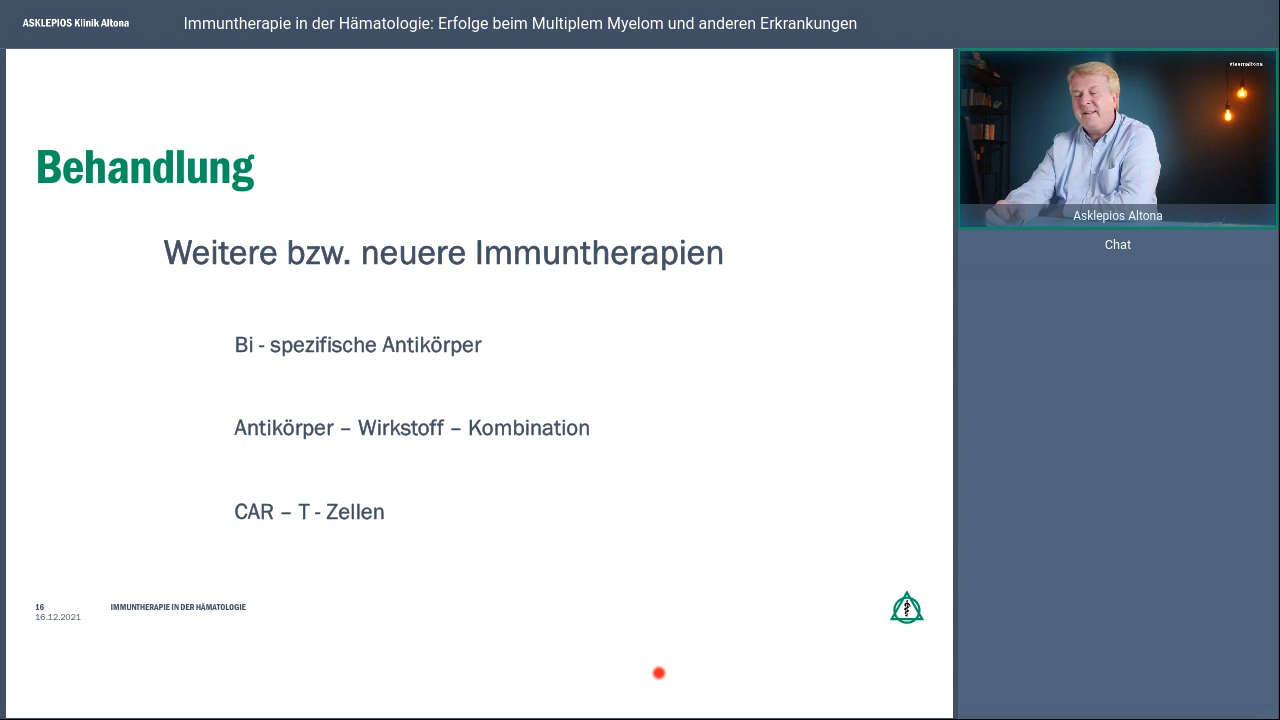 ASKLEPIOS Klinik Altona
Immuntherapie in der Hämatologie: Erfolge beim Multiplem Myelom und anderen Erkrankungen
Behandlung
Weitere bzw. neuere Immuntherapien
Bi - spezifische Antikörper
Antikörper – Wirkstoff – Kombination
CAR – T - Zellen
16
IMMUNTHERAPIE IN DER HÄMATOLOGIE
16.12.2021
#teamaltona
Asklepios Altona
Chat